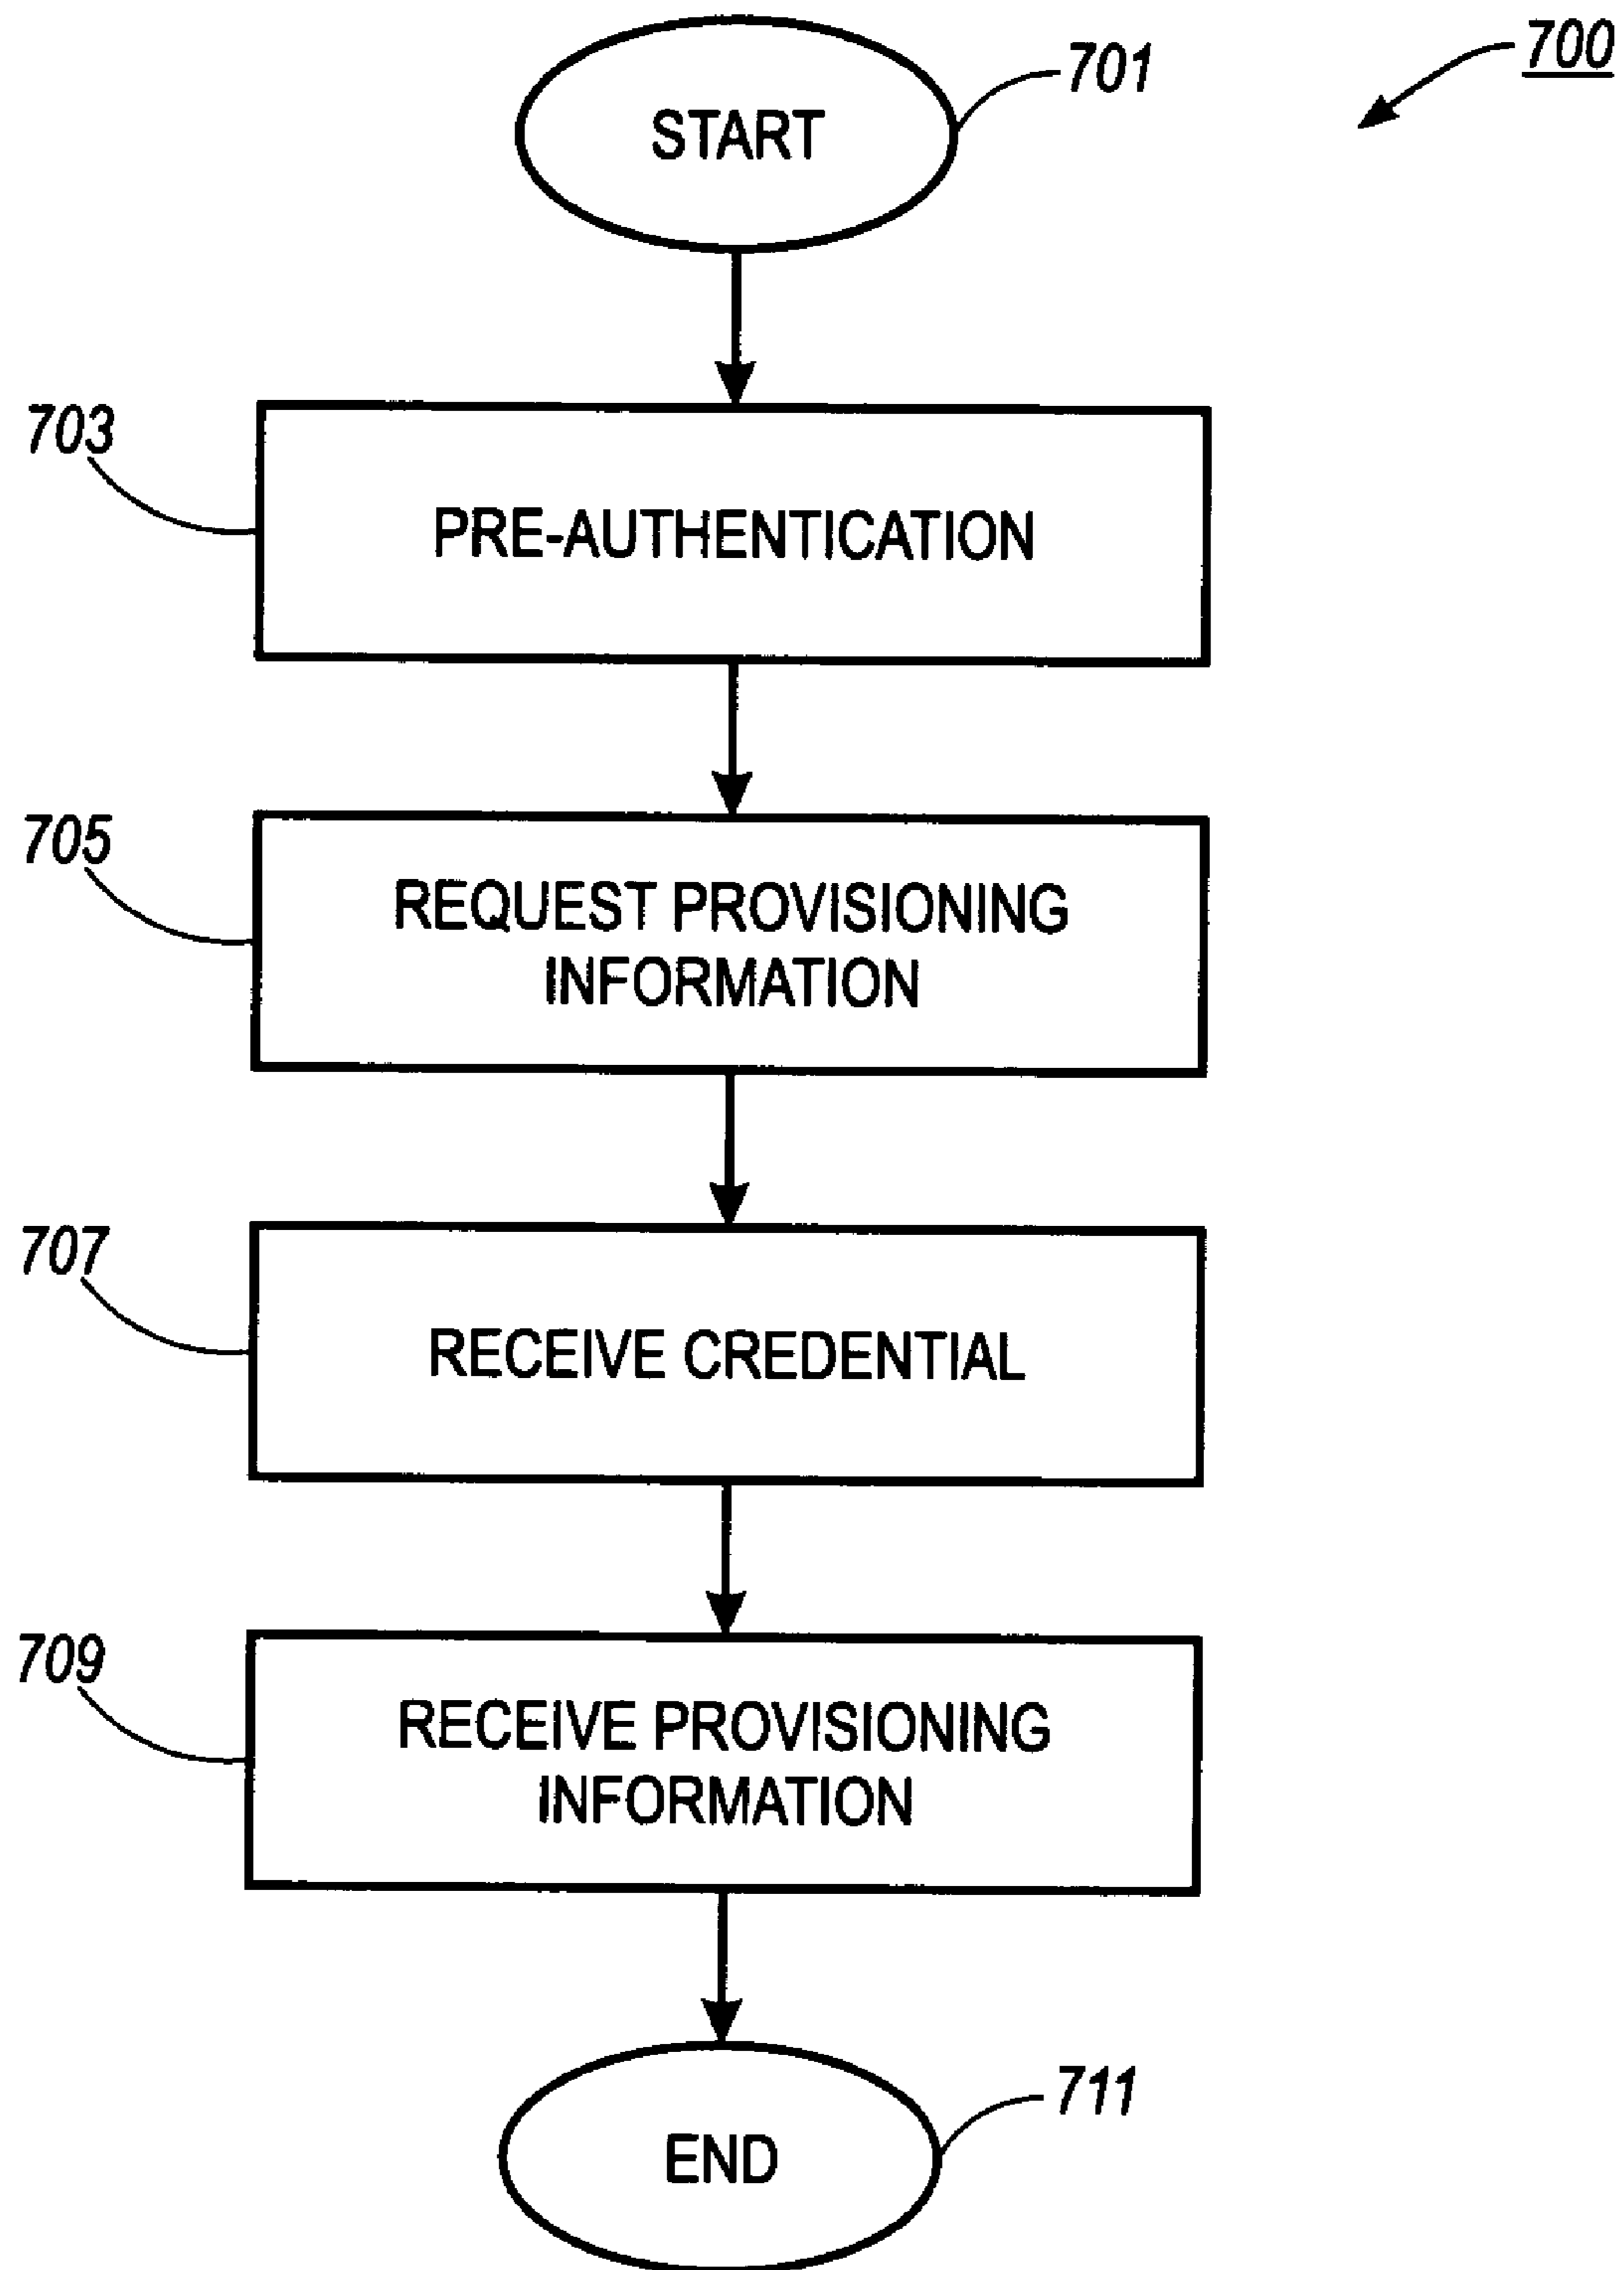 700
701
START
703
PRE-AUTHENTICATION
705
REQUEST PROVISIONING
INFORMATION
707
RECEIVE CREDENTIAL
709
RECEIVE PROVISIONING
INFORMATION
711
END